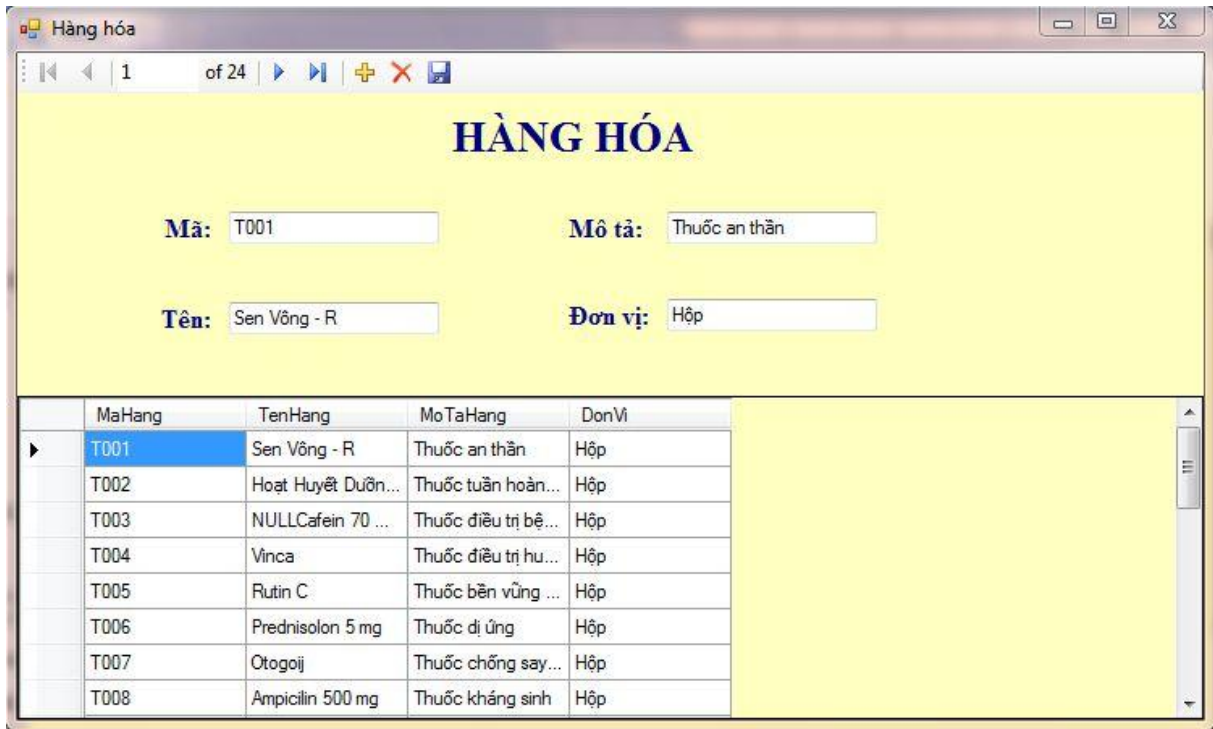 Hàng hóa
1 of 24
HÀNG HÓA
Mã: T001 Mô tả: Thuốc an thần
Tên: Sen Vông - R Đơn vị: Hộp
MaHang TenHang MoTaHang DonVi
T001 Sen Vông - R Thuốc an thần Hộp
T002 Hoạt Huyết Dưỡn... Thuốc tuần hoàn... Hộp
T003 NULLCafein 70 ... Thuốc điều trị bệ... Hộp
T004 Vinca Thuốc điều trị hu... Hộp
T005 Rutin C Thuốc bền vững ... Hộp
T006 Prednisolon 5 mg Thuốc dị ứng Hộp
T007 Otogoij Thuốc chống say... Hộp
T008 Ampicilin 500 mg Thuốc kháng sinh Hộp